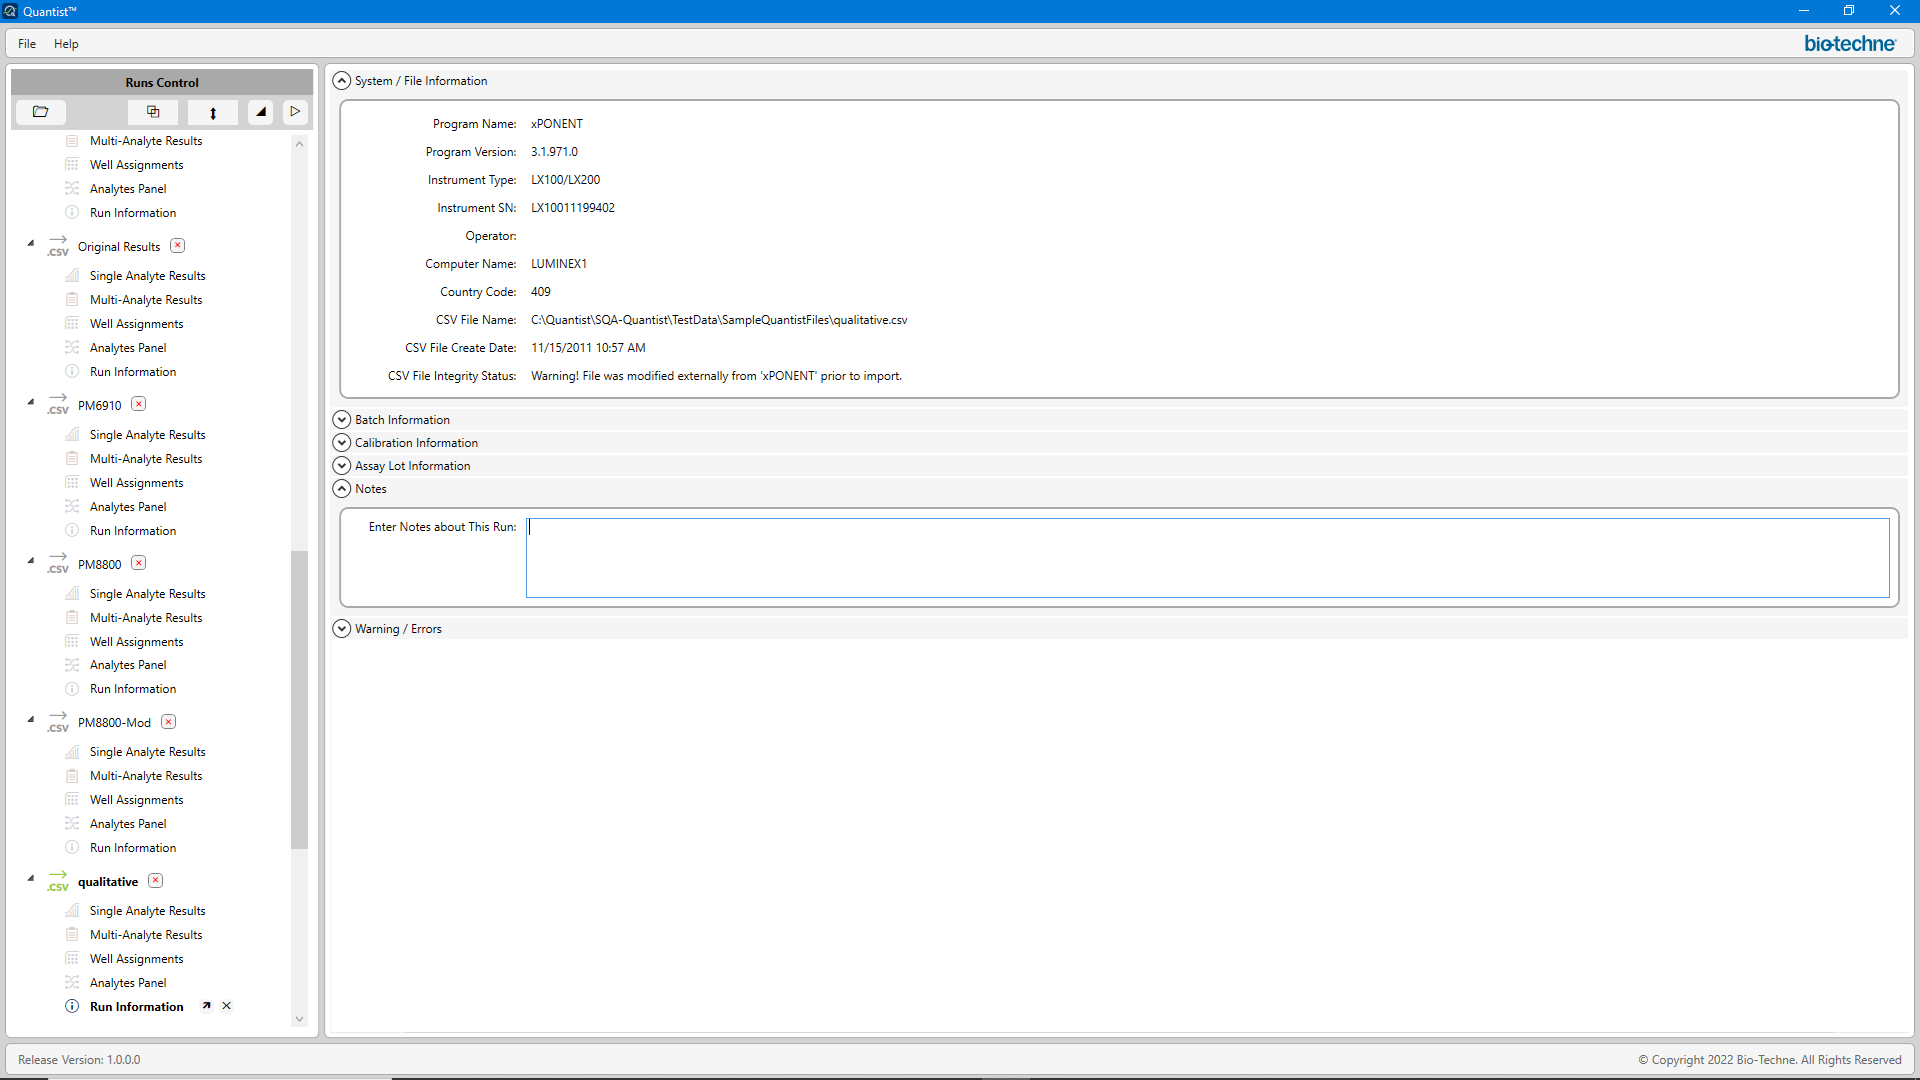 Quantist™
File Help
bio-techne
Runs Control
Multi-Analyte Results
Well Assignments
Analytes Panel
Run Information
.CSV Original Results
Single Analyte Results
Multi-Analyte Results
Well Assignments
Analytes Panel
Run Information
.CSV PM6910
Single Analyte Results
Multi-Analyte Results
Well Assignments
Analytes Panel
Run Information
.CSV PM8800
Single Analyte Results
Multi-Analyte Results
Well Assignments
Analytes Panel
Run Information
.CSV PM8800-Mod
Single Analyte Results
Multi-Analyte Results
Well Assignments
Analytes Panel
Run Information
.CSV qualitative
Single Analyte Results
Multi-Analyte Results
Well Assignments
Analytes Panel
Run Information
System / File Information
Program Name: xPONENT
Program Version: 3.1.971.0
Instrument Type: LX100/LX200
Instrument SN: LX10011199402
Operator:
Computer Name: LUMINEX1
Country Code: 409
CSV File Name: C:\Quantist\SQA-Quantist\TestData\SampleQuantistFiles\qualitative.csv
CSV File Create Date: 11/15/2011 10:57 AM
CSV File Integrity Status: Warning! File was modified externally from 'xPONENT' prior to import.
Batch Information
Calibration Information
Assay Lot Information
Notes
Enter Notes about This Run:
Warning / Errors
Release Version: 1.0.0.0
© Copyright 2022 Bio-Techne. All Rights Reserved